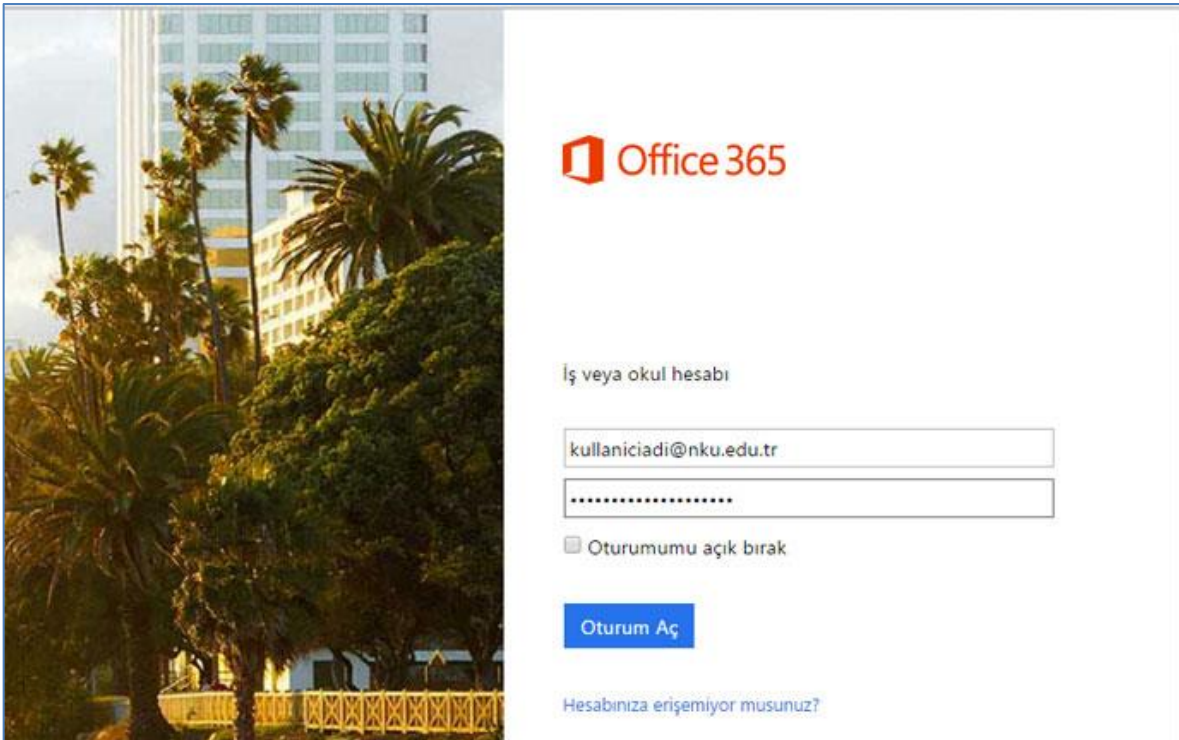 Office 365
İş veya okul hesabı
kullaniciadi@nku.edu.tr
••••••••••••••••••••
Oturumumu açık bırak
Oturum Aç
Hesabınıza erişemiyor musunuz?